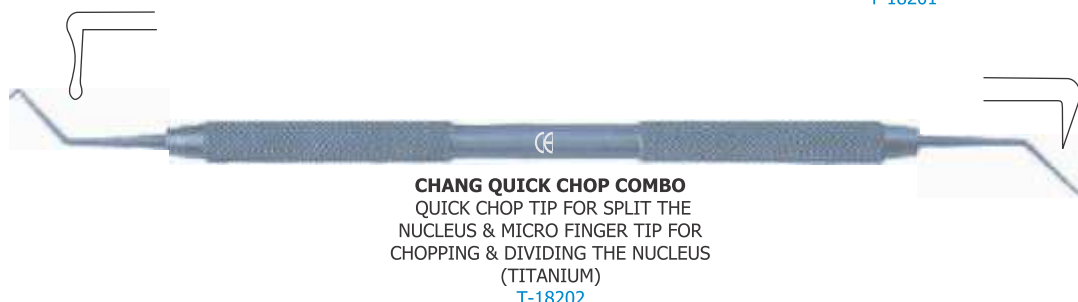 T-18201
CE
CHANG QUICK CHOP COMBO
QUICK CHOP TIP FOR SPLIT THE
NUCLEUS & MICRO FINGER TIP FOR
CHOPPING & DIVIDING THE NUCLEUS
(TITANIUM)
T-18202